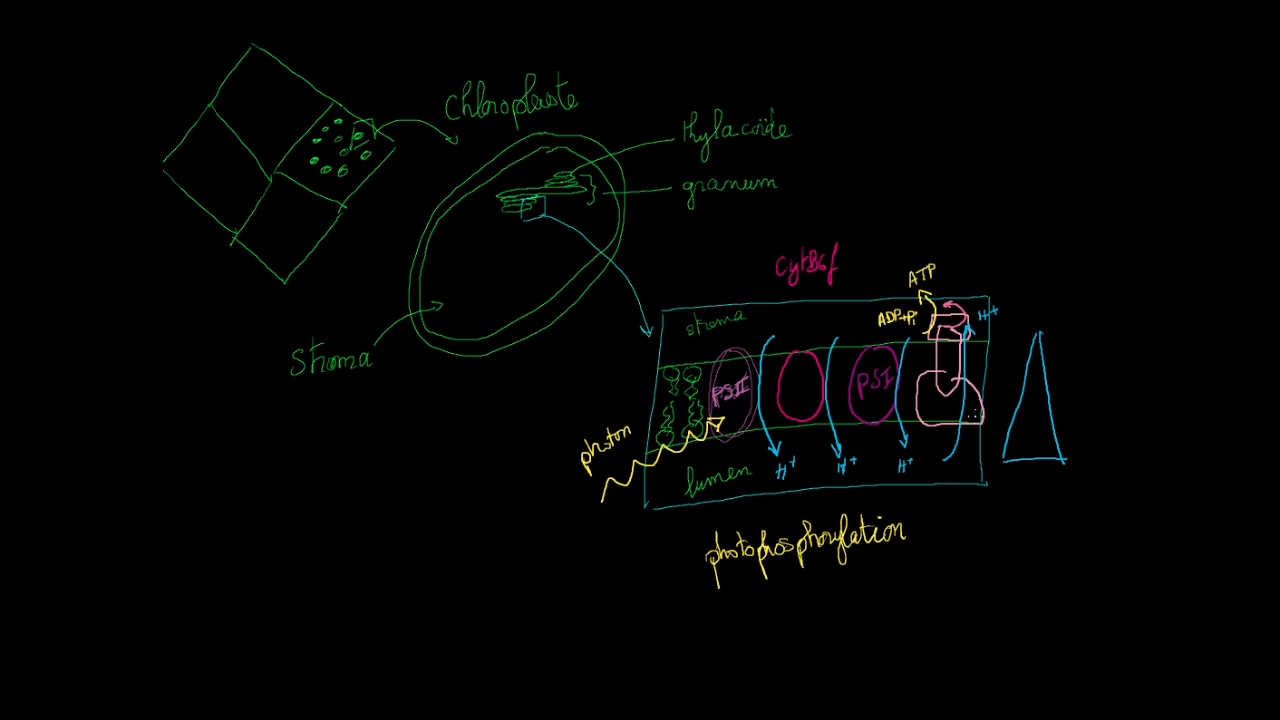 Chloroplaste
thylacoïde
granum
Stroma
CytB6f
ATP
ADP+Pi
H+
stroma
PSII
PSI
photon
lumen
H+
H+
H+
photophosphorylation